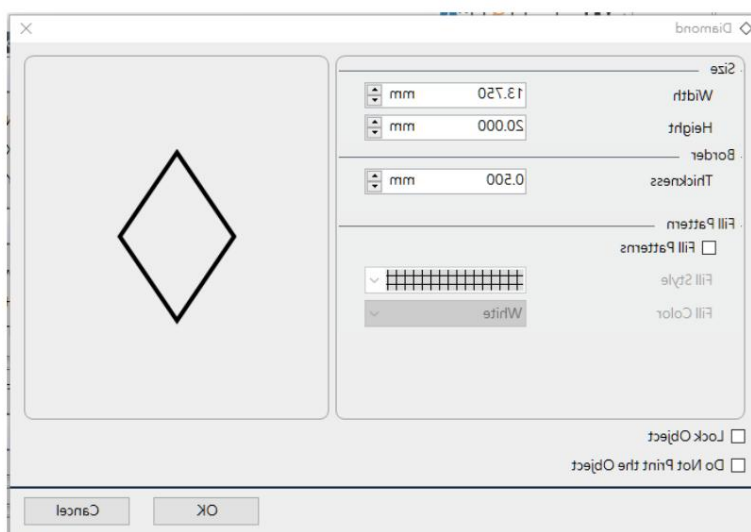 Diamond
Size
Width 13.750 mm
Height 20.000 mm
Border
Thickness 0.500 mm
Fill Pattern
Fill Patterns
Fill Style
Fill Color White
Lock Object
Do Not Print the Object
OK Cancel